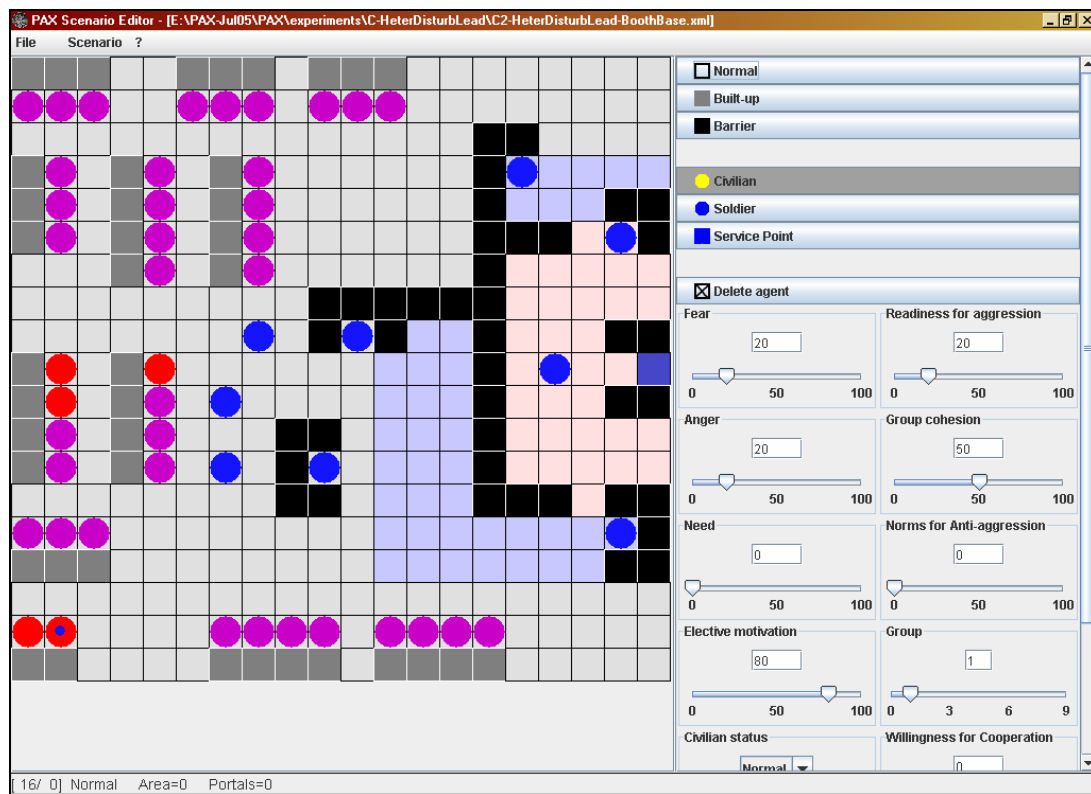 PAX Scenario Editor - [E:\PAX-Jul05\PAX\experiments\C-HeterDisturbLead\C2-HeterDisturbLead-BoothBase.xml]
File Scenario ?
Normal
Built-up
Barrier
Civilian
Soldier
Service Point
Delete agent
Fear Readiness for aggression
20 20
0 50 100 0 50 100
Anger Group cohesion
20 50
0 50 100 0 50 100
Need Norms for Anti-aggression
0 0
0 50 100 0 50 100
Elective motivation Group
80 1
0 50 100 0 3 6 9
Civilian status Willingness for Cooperation
Normal 0
[ 16/ 0] Normal Area=0 Portals=0